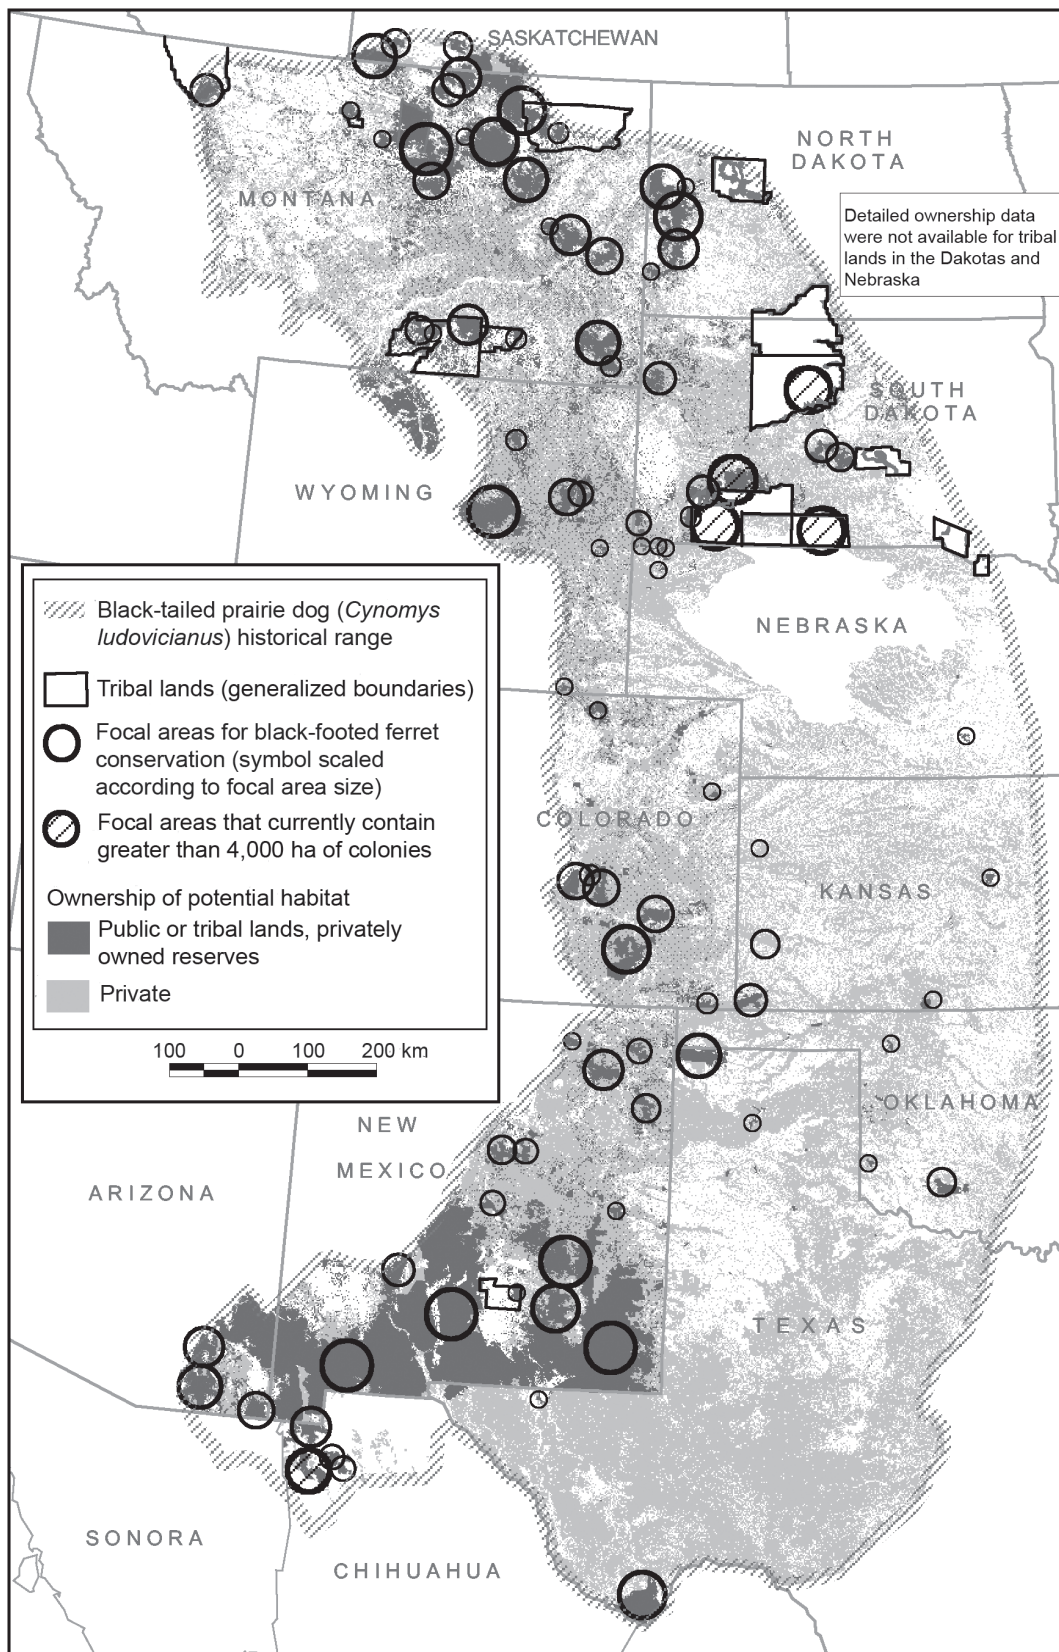 SASKATCHEWAN
NORTH
DAKOTA
MONTANA
Detailed ownership data
were not available for tribal
lands in the Dakotas and
Nebraska
SOUTH
DAKOTA
WYOMING
NEBRASKA
Black-tailed prairie dog (Cynomys
ludovicianus) historical range
Tribal lands (generalized boundaries)
Focal areas for black-footed ferret
conservation (symbol scaled
according to focal area size)
Focal areas that currently contain
greater than 4,000 ha of colonies
Ownership of potential habitat
Public or tribal lands, privately
owned reserves
Private
100 0 100 200 km
COLORADO
KANSAS
OKLAHOMA
NEW
MEXICO
ARIZONA
TEXAS
SONORA
CHIHUAHUA